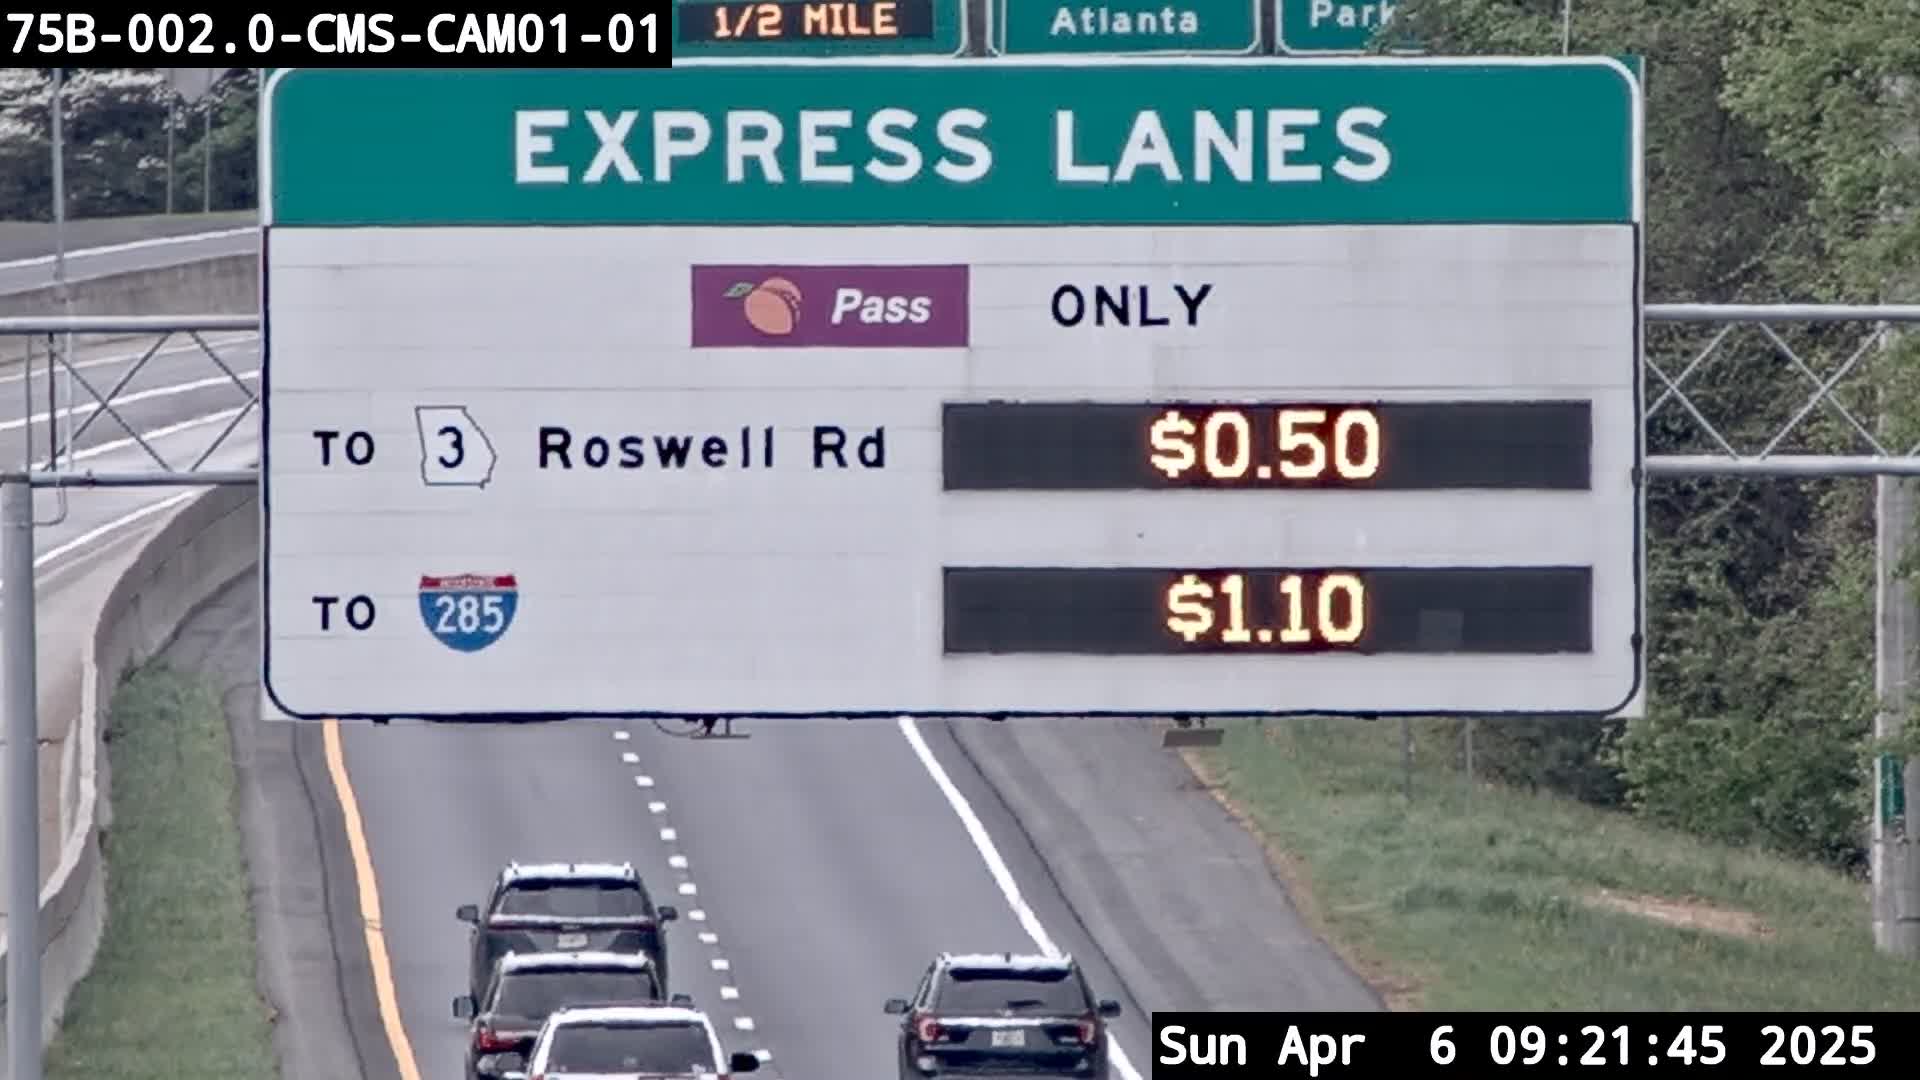 75B-002.0-CMS-CAM01-01
1/2 MILE
Atlanta
Park
EXPRESS LANES
Pass ONLY
TO 3 Roswell Rd $0.50
TO 285 $1.10
Sun Apr 6 09:21:45 2025